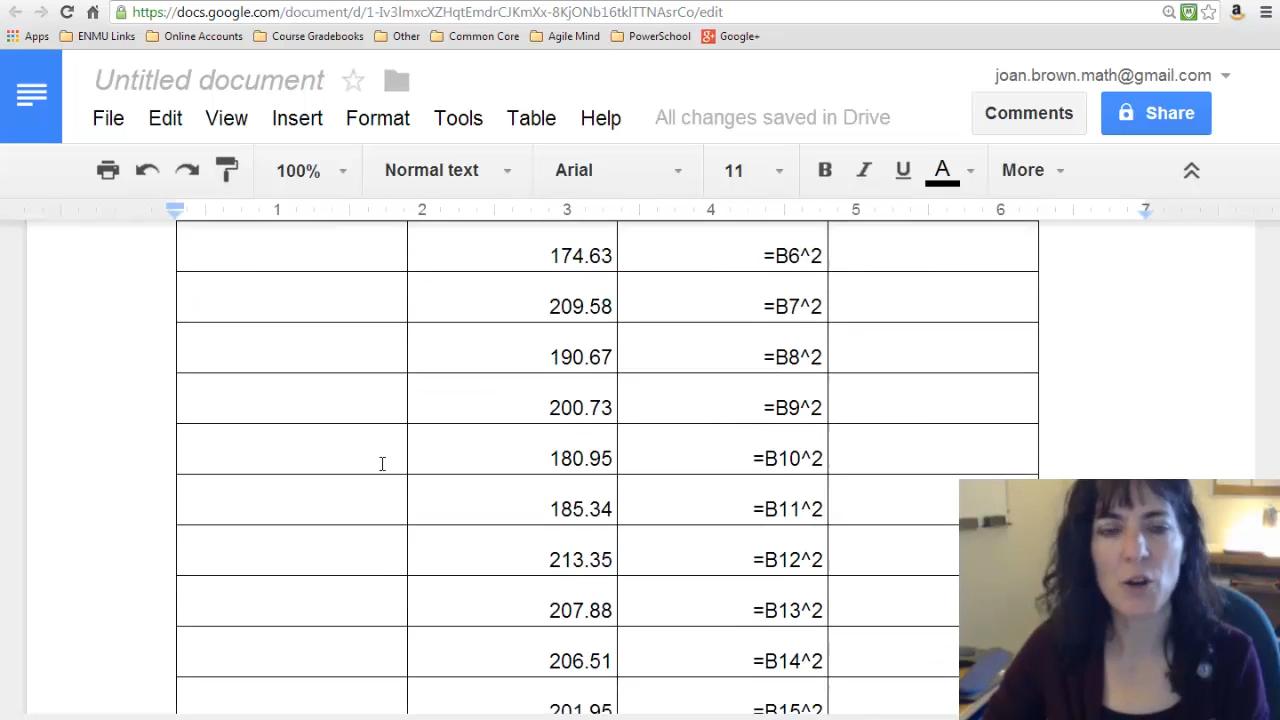 https://docs.google.com/document/d/1-Iv3lmxcXZHqtEmdrCJKmXx-8KjONb16tklTTNAsrCo/edit
Apps ENMU Links Online Accounts Course Gradebooks Other Common Core Agile Mind PowerSchool Google+
Untitled document
joan.brown.math@gmail.com
File Edit View Insert Format Tools Table Help All changes saved in Drive
Comments Share
100% Normal text Arial 11 B I U A More
1 2 3 4 5 6 7
174.63 =B6^2
209.58 =B7^2
190.67 =B8^2
200.73 =B9^2
180.95 =B10^2
185.34 =B11^2
213.35 =B12^2
207.88 =B13^2
206.51 =B14^2
201.95 =B15^2